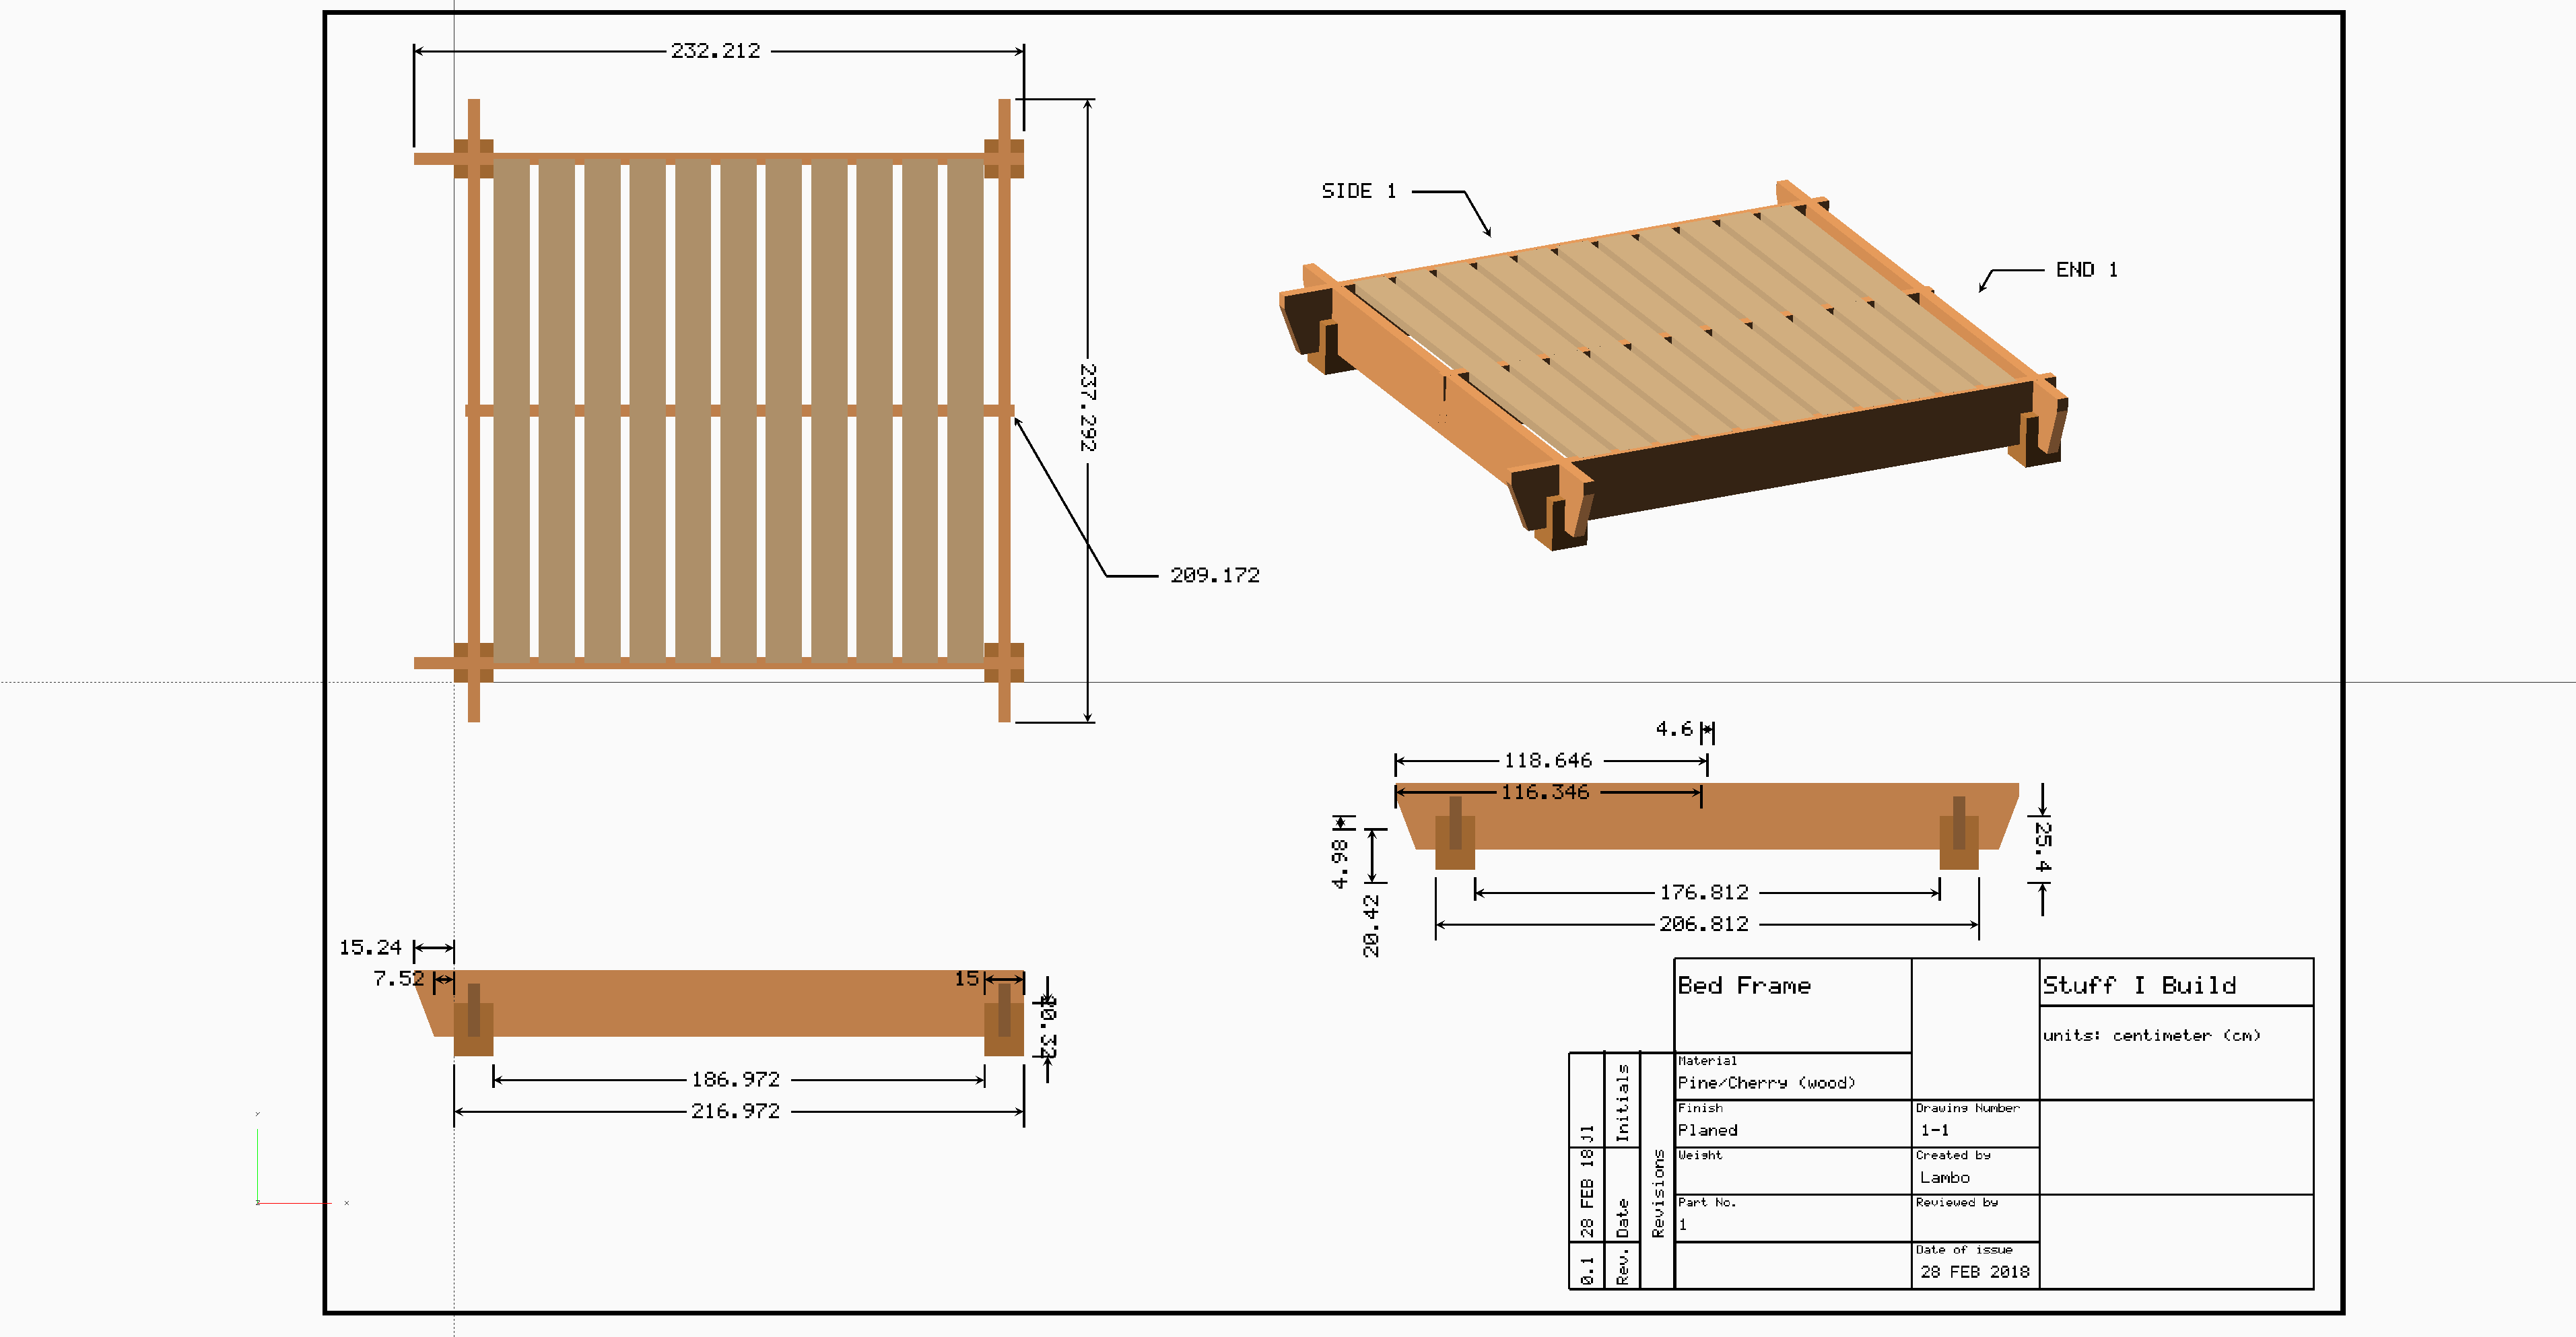 232.212
237.292
209.172
SIDE 1
END 1
4.6
118.646
116.346
4.98
20.42
25.4
176.812
206.812
15.24
7.52
15
20.32
186.972
216.972
Bed Frame
Stuff I Build
units: centimeter (cm)
Material
Pine/Cherry (wood)
Finish
Planed
Drawing Number
1-1
Weight
Created by
Lambo
Part No.
1
Reviewed by
Date of issue
28 FEB 2018
Revisions
Rev. Date Initials
0.1 28 FEB 18 J1
Y
Z
X